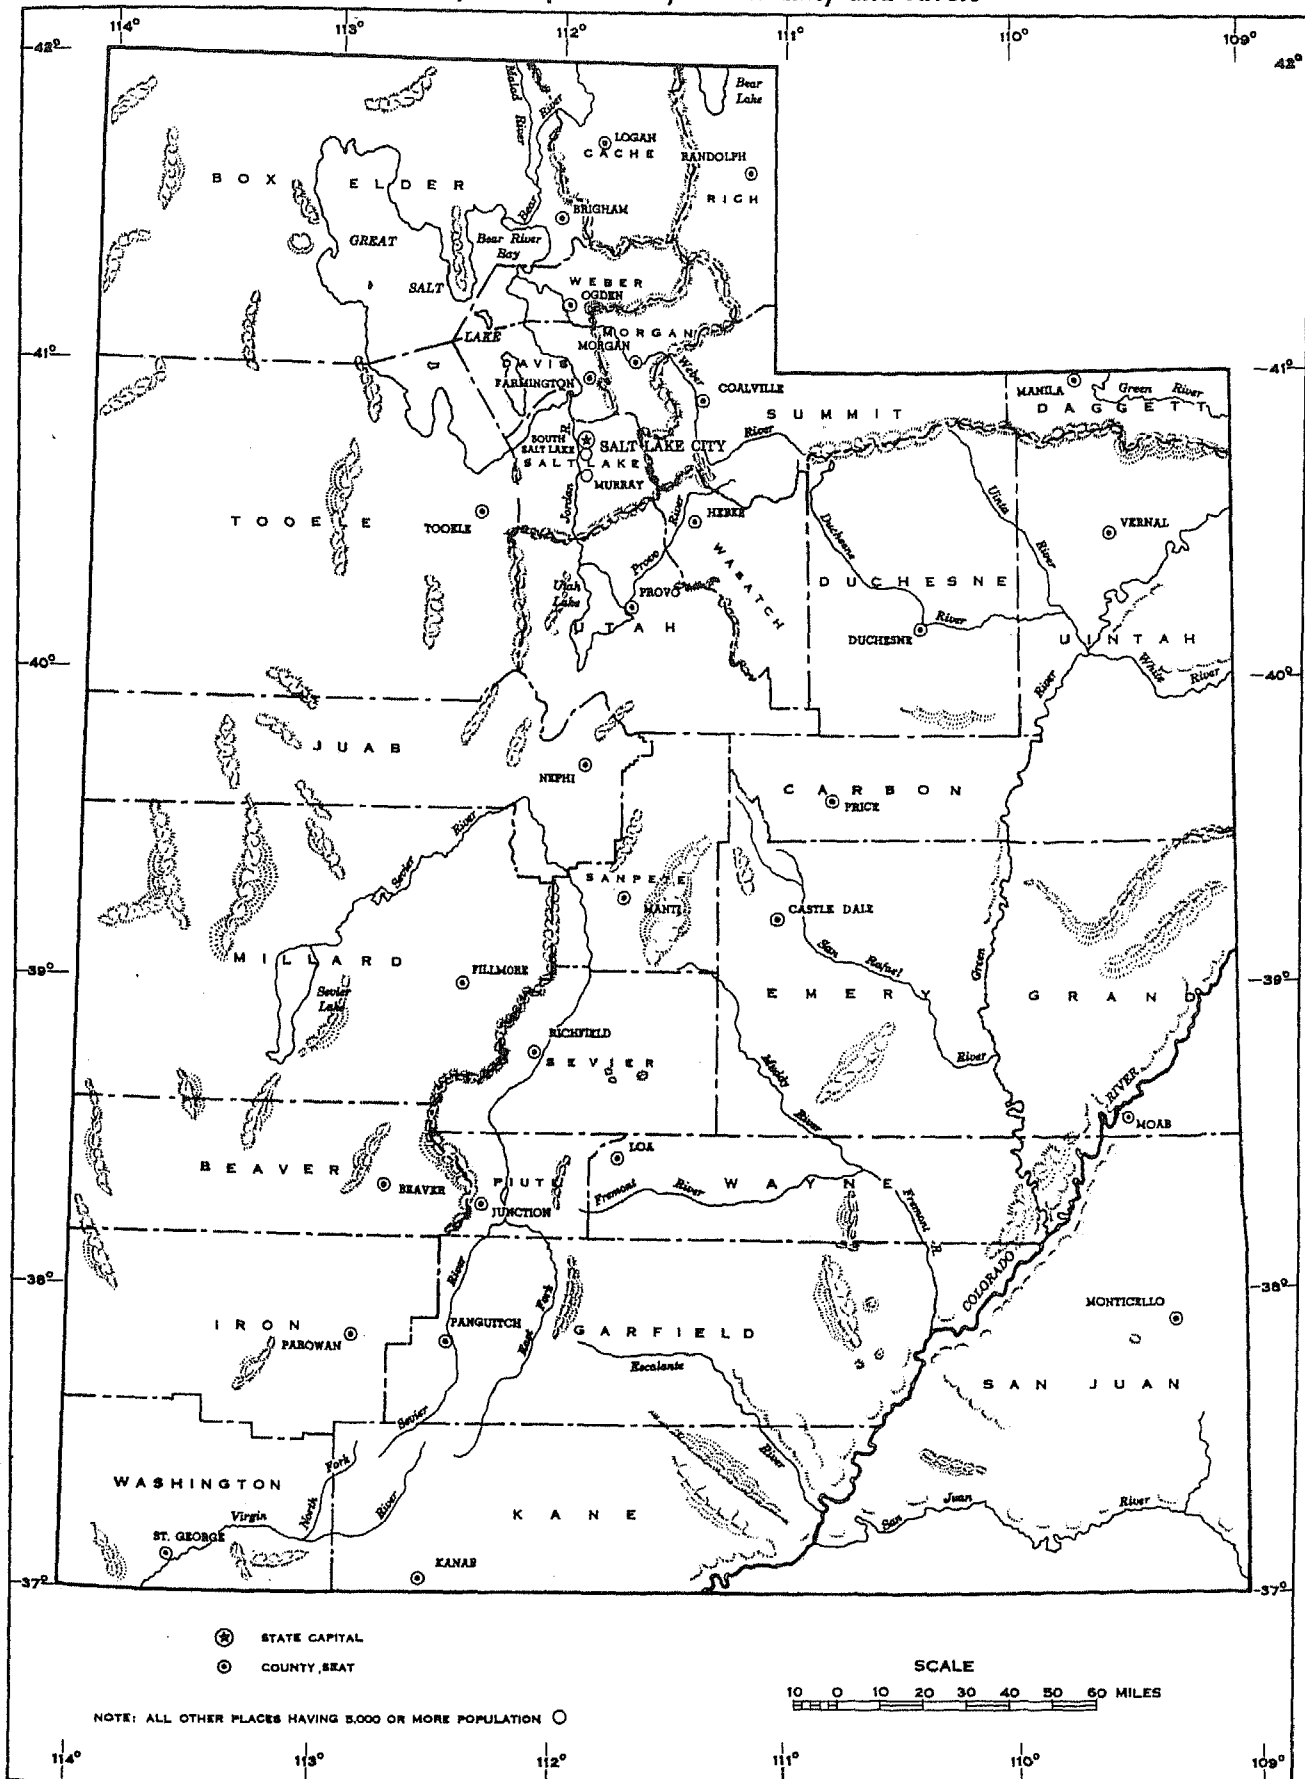 114° 113° 112° 111° 110° 109°
42° 42°
Malad River
Bear River
Bear Lake
LOGAN
CACHE
RANDOLPH
RICH
BOX ELDER
BRIGHAM
GREAT SALT LAKE
Bear River Bay
WEBER
OGDEN
MORGAN
MORGAN
41° 41°
DAVIS
FARMINGTON
Weber River
COALVILLE
SUMMIT
MANILA
Green River
DAGGETT
SOUTH SALT LAKE
SALT LAKE CITY
SALT LAKE
MURRAY
Jordan R.
TOOELE
TOOELE
Provo River
HEBER
WASATCH
Duchesne River
Uinta River
VERNAL
Utah Lake
PROVO
UTAH
DUCHESNE
DUCHESNE
UINTAH
White River
40° 40°
River
JUAB
NEPHI
CARBON
PRICE
Sevier River
SANPETE
MANTI
CASTLE DALE
San Rafael River
Green
MILLARD
39° 39°
FILLMORE
Sevier Lake
EMERY
GRAND
RICHFIELD
SEVIER
Muddy River
COLORADO RIVER
MOAB
LOA
BEAVER
BEAVER
PIUTE
JUNCTION
Fremont River
WAYNE
Fremont R.
38° 38°
River
East Fork
MONTICELLO
IRON
PAROWAN
PANGUITCH
GARFIELD
Escalante River
SAN JUAN
Sevier
WASHINGTON
North Fork
Virgin River
ST. GEORGE
KANE
San Juan River
KANAB
37° 37°
STATE CAPITAL
COUNTY SEAT
SCALE
10 0 10 20 30 40 50 60 MILES
NOTE: ALL OTHER PLACES HAVING 5,000 OR MORE POPULATION
114° 113° 112° 111° 110° 109°